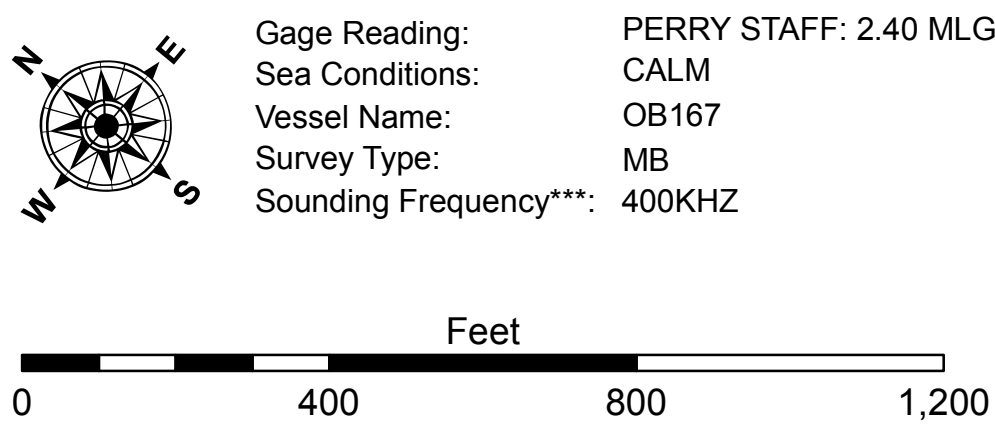 N E
W S
Gage Reading: PERRY STAFF: 2.40 MLG
Sea Conditions: CALM
Vessel Name: OB167
Survey Type: MB
Sounding Frequency***: 400KHZ
Feet
0 400 800 1,200